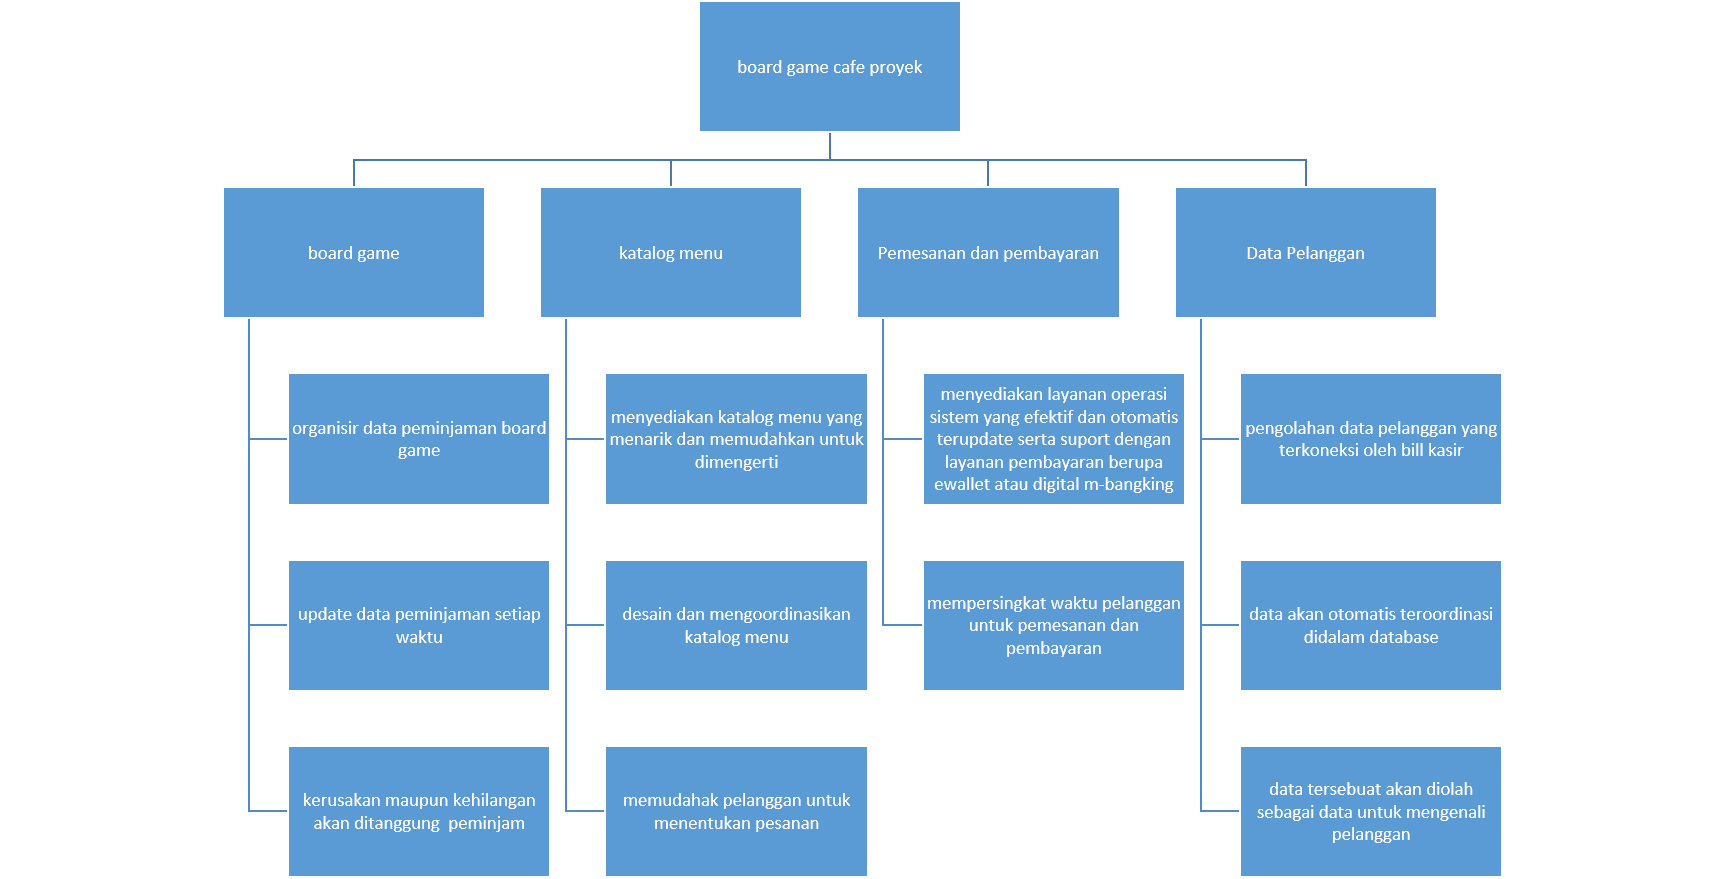 board game cafe proyek
board game
katalog menu
Pemesanan dan pembayaran
Data Pelanggan
organisir data peminjaman board
game
update data peminjaman setiap
waktu
kerusakan maupun kehilangan
akan ditanggung  peminjam
menyediakan katalog menu yang
menarik dan memudahkan untuk
dimengerti
desain dan mengoordinasikan
katalog menu
memudahak pelanggan untuk
menentukan pesanan
menyediakan layanan operasi
sistem yang efektif dan otomatis
terupdate serta suport dengan
layanan pembayaran berupa
ewallet atau digital m-bangking
mempersingkat waktu pelanggan
untuk pemesanan dan
pembayaran
pengolahan data pelanggan yang
terkoneksi oleh bill kasir
data akan otomatis teroordinasi
didalam database
data tersebuat akan diolah
sebagai data untuk mengenali
pelanggan